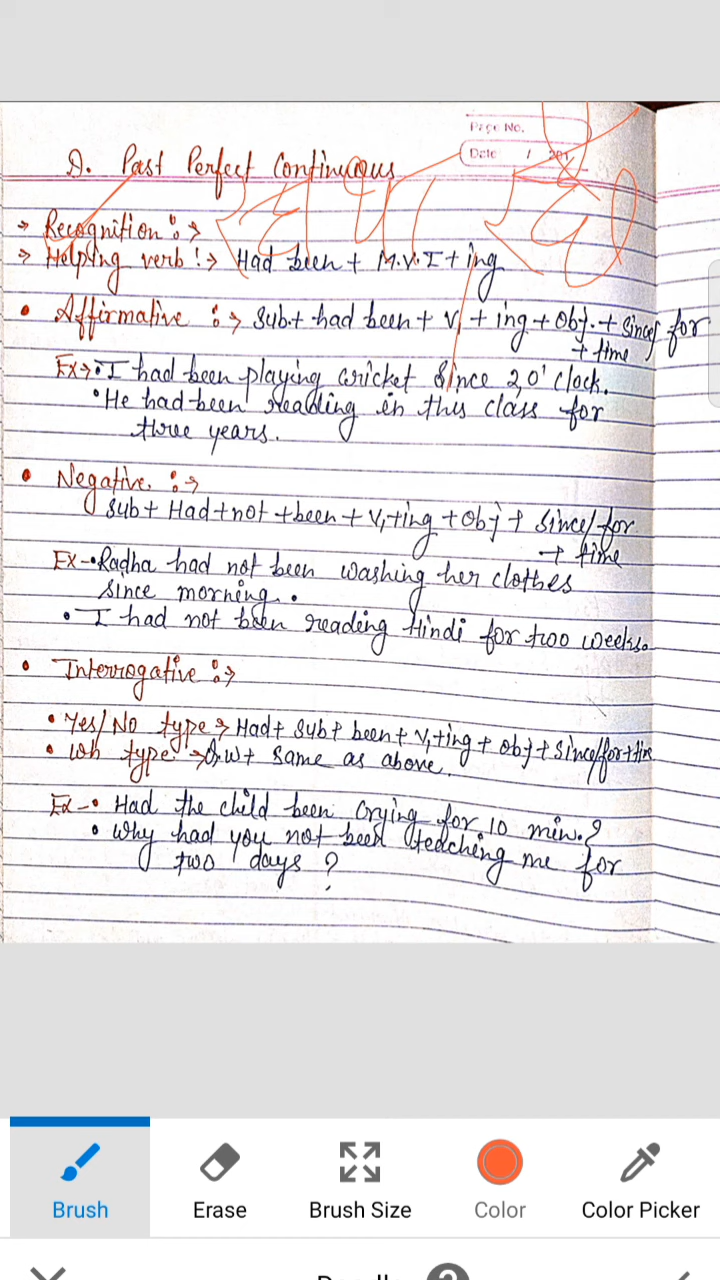 Page No.
Date / 201
D. Past Perfect Continuous
→ Recognition :→
→ Helping verb :→ Had been + M.V.I + ing
• Affirmative :→ Sub.+ had been + V1 + ing + Obj. + Since/ for
+ time
Ex→ • I had been playing cricket Since 2,0' clock.
• He had been reading in this class for
three years.
• Negative :→
Sub + Had + not + been + V1+ing + Obj + Since/for
→ time
Ex-• Radha had not been washing her clothes
since morning.
• I had not been reading Hindi for two weeks.
• Interrogative :→
• Yes/No type → Had + Sub + been + V1+ing + obj + Since/for+time
• Wh type → Q.w + Same as above.
Ex-• Had the child been crying for 10 min.?
• Why had you not been teaching me for
two days ?
Brush
Erase
Brush Size
Color
Color Picker